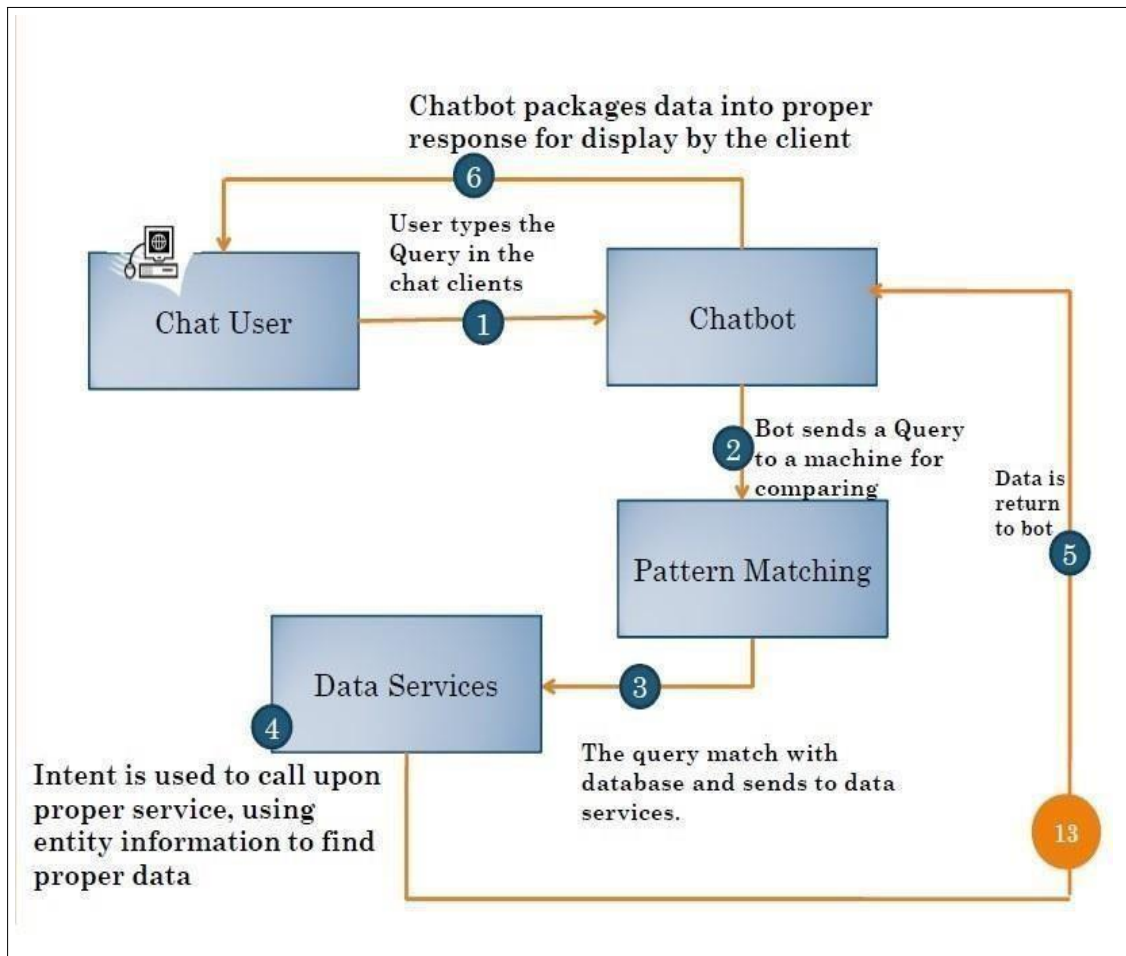 Chatbot packages data into proper
response for display by the client
6
User types the
Query in the
chat clients
1
Chat User
Chatbot
2
Bot sends a Query
to a machine for
comparing
Data is
return
to bot
5
Pattern Matching
Data Services
3
4
The query match with
database and sends to data
services.
Intent is used to call upon
proper service, using
entity information to find
proper data
13